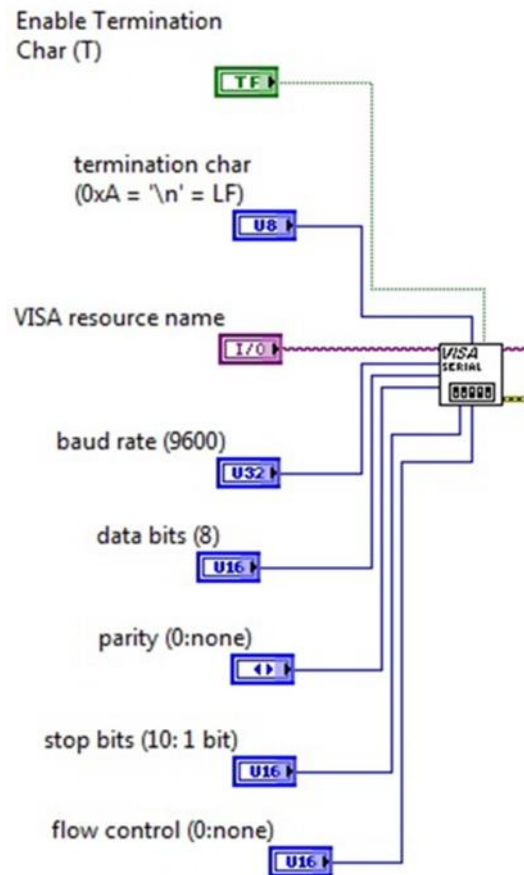 Enable Termination
Char (T)
TF
termination char
(0xA = '\n' = LF)
U8
VISA resource name
I/O
VISA
SERIAL
baud rate (9600)
U32
data bits (8)
U16
parity (0:none)
stop bits (10: 1 bit)
U16
flow control (0:none)
U16